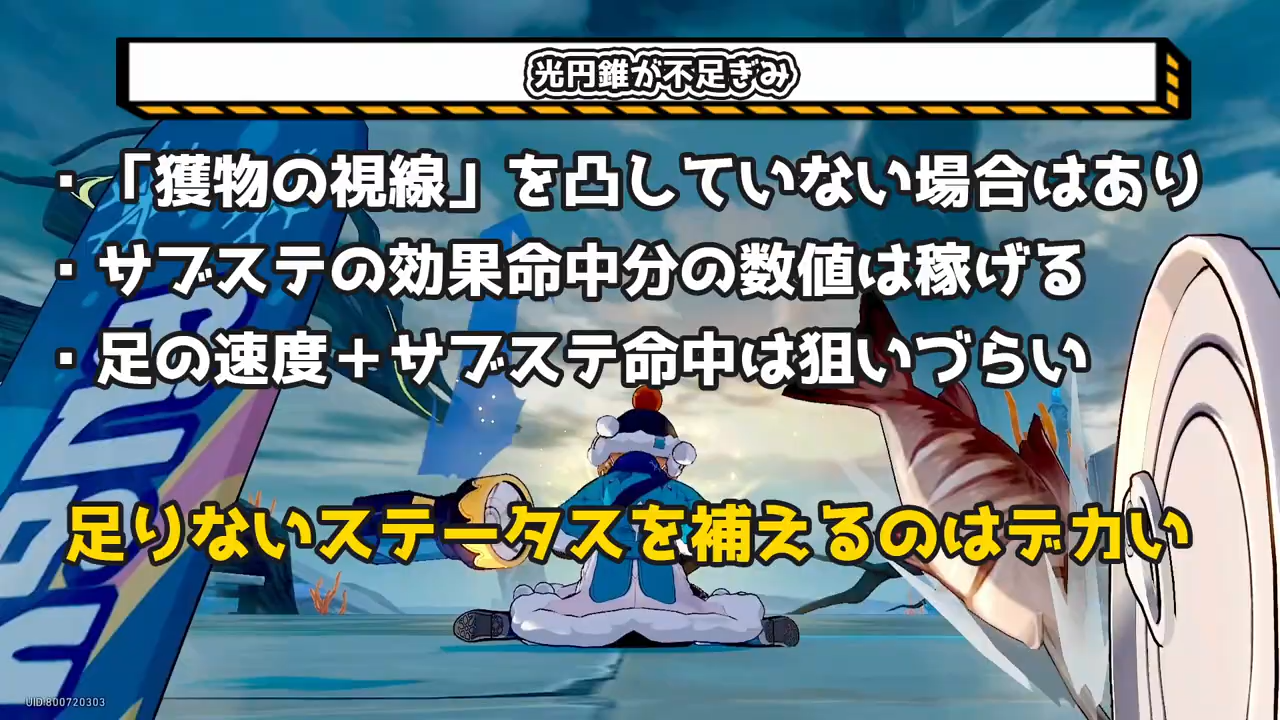 光円錐が不足ぎみ
・「獲物の視線」を凸していない場合はあり
・サブステの効果命中分の数値は稼げる
・足の速度＋サブステ命中は狙いづらい
足りないステータスを補えるのはデカい
UID:800720303